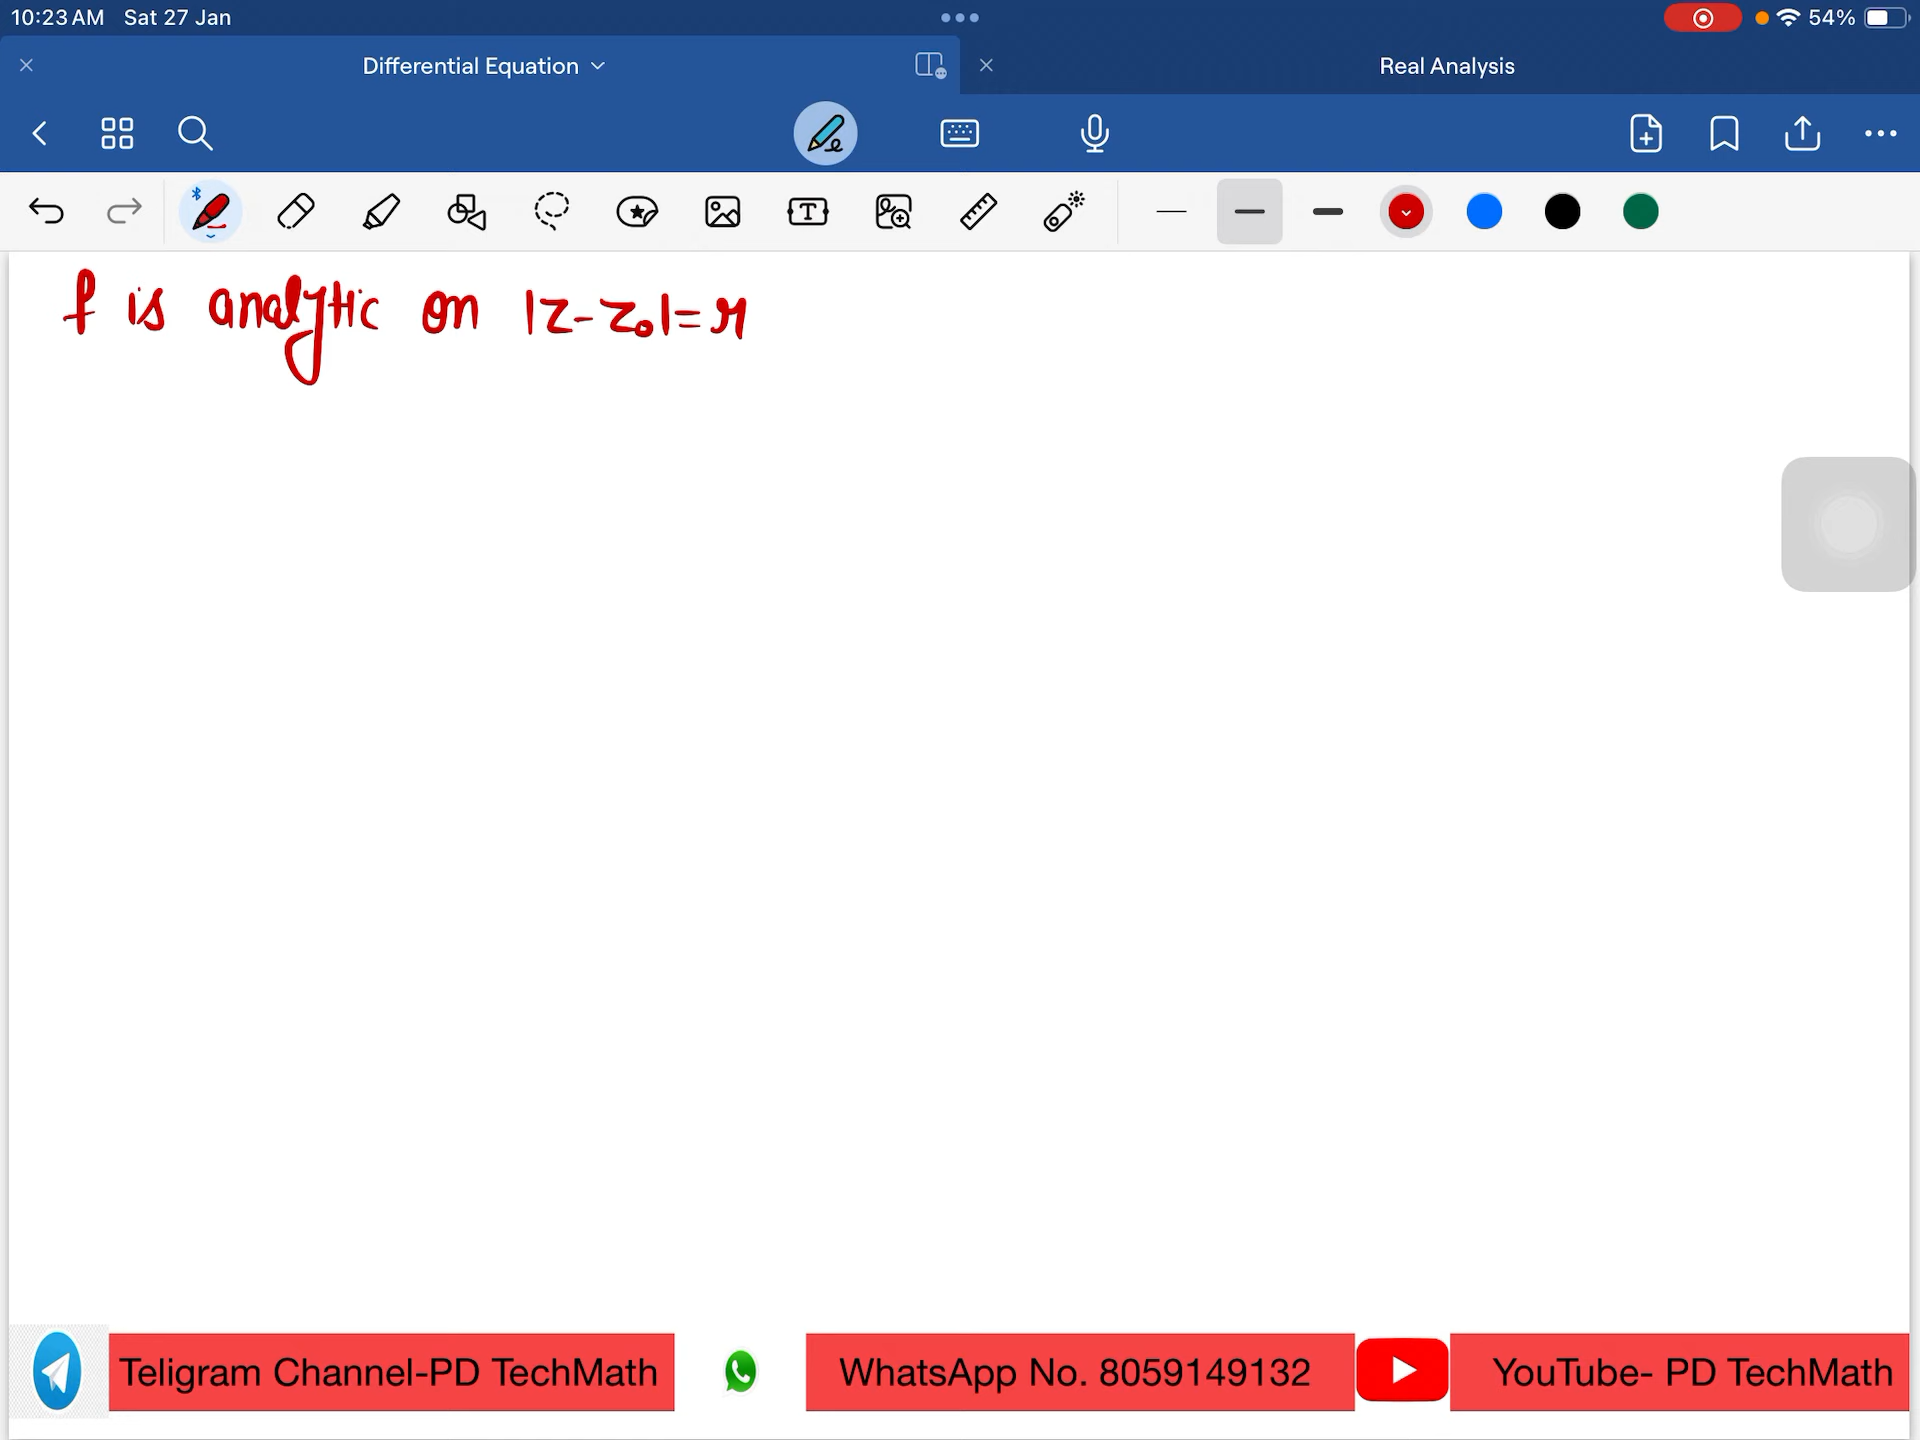 10:23 AM Sat 27 Jan 54%
Differential Equation Real Analysis
f is analytic on |z-z₀|=r
Teligram Channel-PD TechMath WhatsApp No. 8059149132 YouTube- PD TechMath